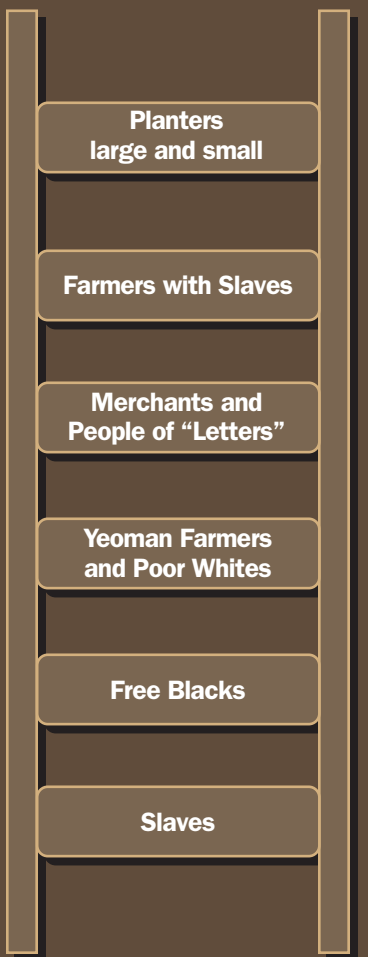 Planters
large and small
Farmers with Slaves
Merchants and
People of “Letters”
Yeoman Farmers
and Poor Whites
Free Blacks
Slaves